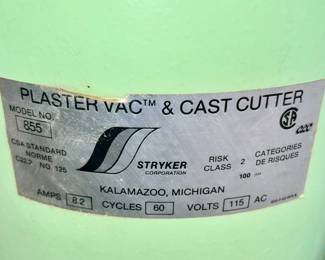 PLASTER VAC™ & CAST CUTTER
MODEL NO.
855
CSA STANDARD
NORME
C22.2 NO. 125
STRYKER
CORPORATION
RISK CLASS 2 CATEGORIES DE RISQUES
100
KALAMAZOO, MICHIGAN
AMPS 8.2 CYCLES 60 VOLTS 115 AC